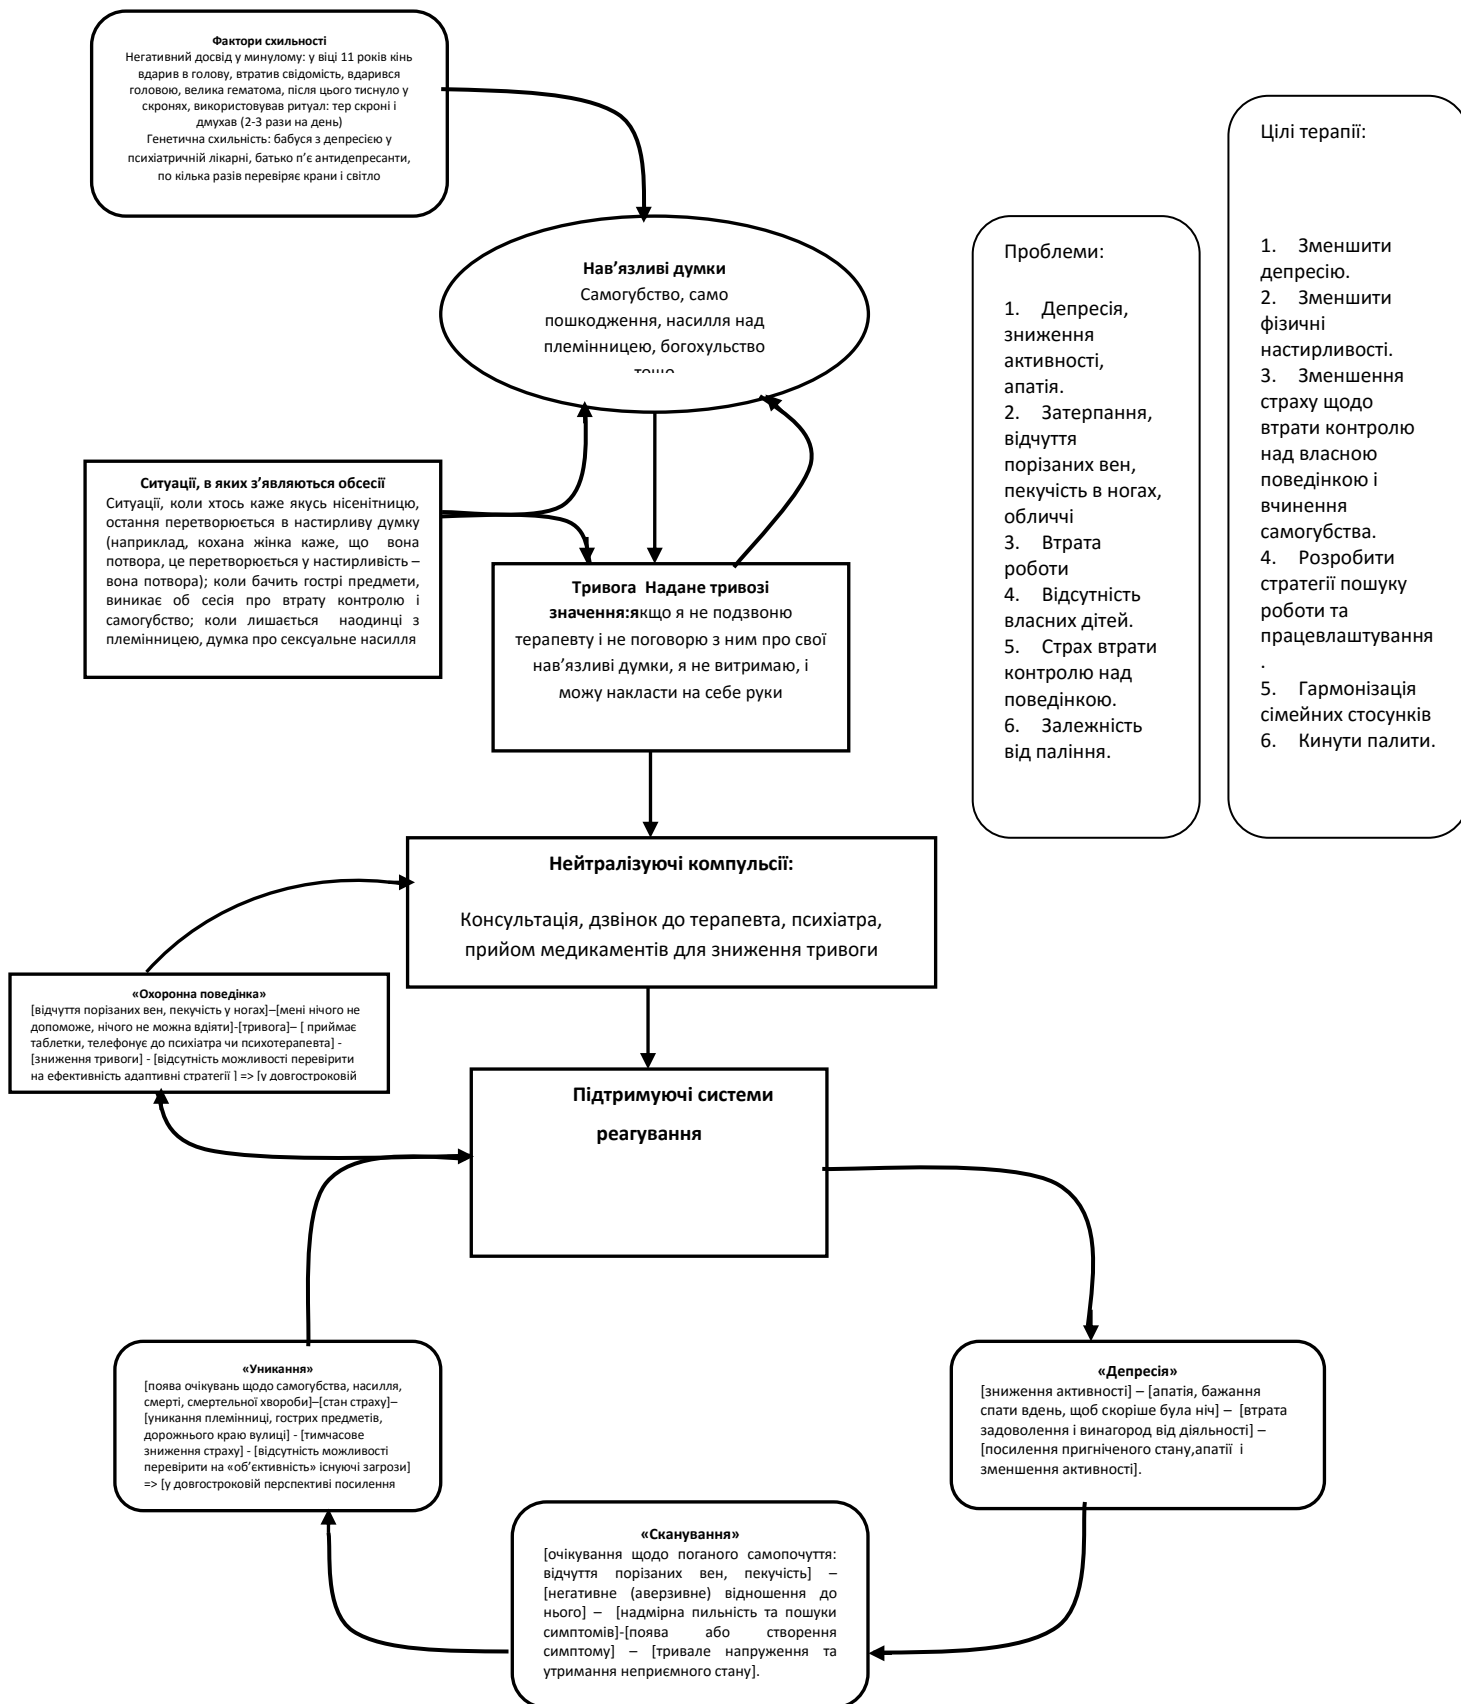 Фактори схильності
Негативний досвід у минулому: у віці 11 років кінь
вдарив в голову, втратив свідомість, вдарився
головою, велика гематома, після цього тиснуло у
скронях, використовував ритуал: тер скроні і
дмухав (2-3 рази на день)
Генетична схильність: бабуся з депресією у
психіатричній лікарні, батько п’є антидепресанти,
по кілька разів перевіряє крани і світло
Нав’язливі думки
Самогубство, само
пошкодження, насилля над
племінницею, богохульство
тощо
Ситуації, в яких з’являються обсесії
Ситуації, коли хтось каже якусь нісенітницю,
остання перетворюється в настирливу думку
(наприклад, кохана жінка каже, що вона
потвора, це перетворюється у настирливість –
вона потвора); коли бачить гострі предмети,
виникає об сесія про втрату контролю і
самогубство; коли лишається наодинці з
племінницею, думка про сексуальне насилля
Тривога Надане тривозі
значення:якщо я не подзвоню
терапевту і не поговорю з ним про свої
нав’язливі думки, я не витримаю, і
можу накласти на себе руки
Проблеми:
1. Депресія,
зниження
активності,
апатія.
2. Затерпання,
відчуття
порізаних вен,
пекучість в ногах,
обличчі
3. Втрата
роботи
4. Відсутність
власних дітей.
5. Страх втрати
контролю над
поведінкою.
6. Залежність
від паління.
Цілі терапії:
1. Зменшити
депресію.
2. Зменшити
фізичні
настирливості.
3. Зменшення
страху щодо
втрати контролю
над власною
поведінкою і
вчинення
самогубства.
4. Розробити
стратегії пошуку
роботи та
працевлаштування
.
5. Гармонізація
сімейних стосунків
6. Кинути палити.
Нейтралізуючі компульсії:
Консультація, дзвінок до терапевта, психіатра,
прийом медикаментів для зниження тривоги
«Охоронна поведінка»
[відчуття порізаних вен, пекучість у ногах]–[мені нічого не
допоможе, нічого не можна вдіяти]-[тривога]– [ приймає
таблетки, телефонує до психіатра чи психотерапевта] -
[зниження тривоги] - [відсутність можливості перевірити
на ефективність адаптивні стратегії ] => [у довгостроковій
Підтримуючі системи
реагування
«Уникання»
[поява очікувань щодо самогубства, насилля,
смерті, смертельної хвороби]–[стан страху]–
[уникання племінниці, гострих предметів,
дорожнього краю вулиці] - [тимчасове
зниження страху] - [відсутність можливості
перевірити на «об’єктивність» існуючі загрози]
=> [у довгостроковій перспективі посилення
«Депресія»
[зниження активності] – [апатія, бажання
спати вдень, щоб скоріше була ніч] – [втрата
задоволення і винагород від діяльності] –
[посилення пригніченого стану,апатії і
зменшення активності].
«Сканування»
[очікування щодо поганого самопочуття:
відчуття порізаних вен, пекучість] –
[негативне (аверзивне) відношення до
нього] – [надмірна пильність та пошуки
симптомів]-[поява або створення
симптому] – [тривале напруження та
утримання неприємного стану].